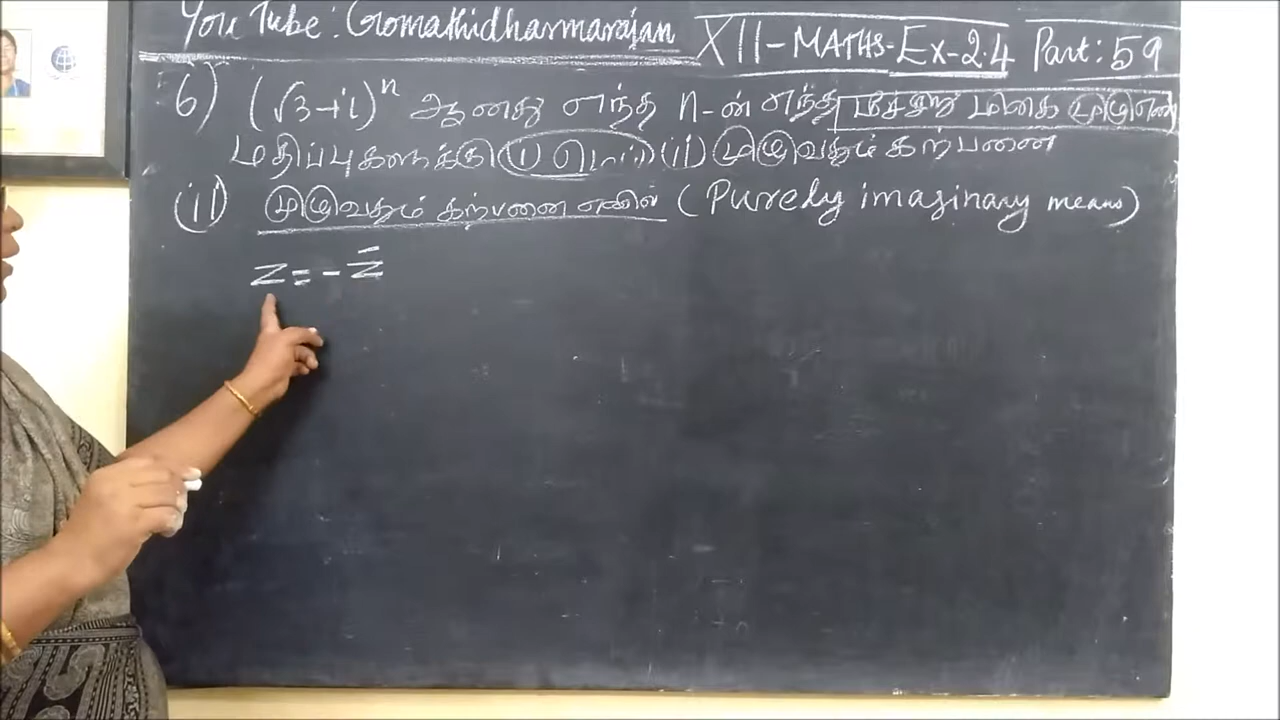 You Tube: Gomathidharmarajan XII-MATHS-Ex-2.4 Part: 59
6) (√3+i)ⁿ ஆனது எந்த n-ன் எந்த மீச்சிறு மிகை முழு எண்
மதிப்புகளுக்கு (i) மெய் (ii) முழுவதும் கற்பனை
(ii) முழுவதும் கற்பனை எனில் (Purely imaginary means)
z = - z̄